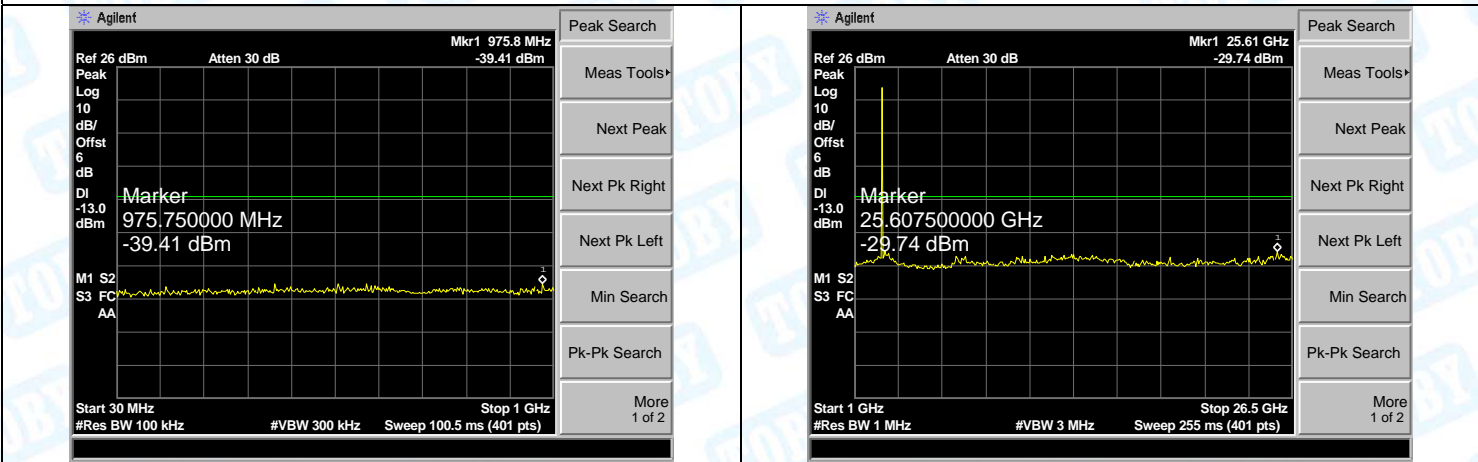 Agilent
Peak Search
Mkr1 975.8 MHz
Ref 26 dBm Atten 30 dB -39.41 dBm
Peak
Log
10
dB/
Offst
6
dB
DI
-13.0
dBm
Marker
975.750000 MHz
-39.41 dBm
1
M1 S2
S3 FC
AA
Start 30 MHz Stop 1 GHz
#Res BW 100 kHz #VBW 300 kHz Sweep 100.5 ms (401 pts)
Meas Tools
Next Peak
Next Pk Right
Next Pk Left
Min Search
Pk-Pk Search
More
1 of 2
Agilent
Peak Search
Mkr1 25.61 GHz
Ref 26 dBm Atten 30 dB -29.74 dBm
Peak
Log
10
dB/
Offst
6
dB
DI
-13.0
dBm
Marker
25.607500000 GHz
-29.74 dBm
1
M1 S2
S3 FC
AA
Start 1 GHz Stop 26.5 GHz
#Res BW 1 MHz #VBW 3 MHz Sweep 255 ms (401 pts)
Meas Tools
Next Peak
Next Pk Right
Next Pk Left
Min Search
Pk-Pk Search
More
1 of 2
TOBY